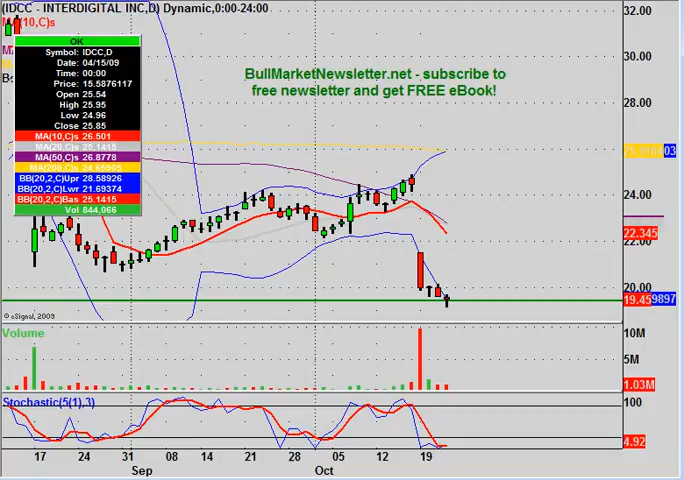 (IDCC - INTERDIGITAL INC,D) Dynamic,0:00-24:00
OK
Symbol: IDCC,D
Date: 04/15/09
Time: 00:00
Price: 15.5876117
Open 25.54
High 25.95
Low 24.96
Close 25.85
MA(10,C)s 26.501
25.1415
MA(50,C)s 26.8778
MA(200,C)s 24.65905
BB(20,2,C)Upr 28.58926
BB(20,2,C)Lwr 21.69374
BB(20,2,C)Bas 25.1415
Vol 844,066
BullMarketNewsletter.net - subscribe to
free newsletter and get FREE eBook!
32.00
30.00
28.00
24.00
22.00
22.345
20.00
19.459897
© eSignal, 2009
Volume
10M
5M
1.03M
Stochastic(5(1),3)
100
4.92
17 24 31 08 14 21 28 05 12 19
Sep Oct